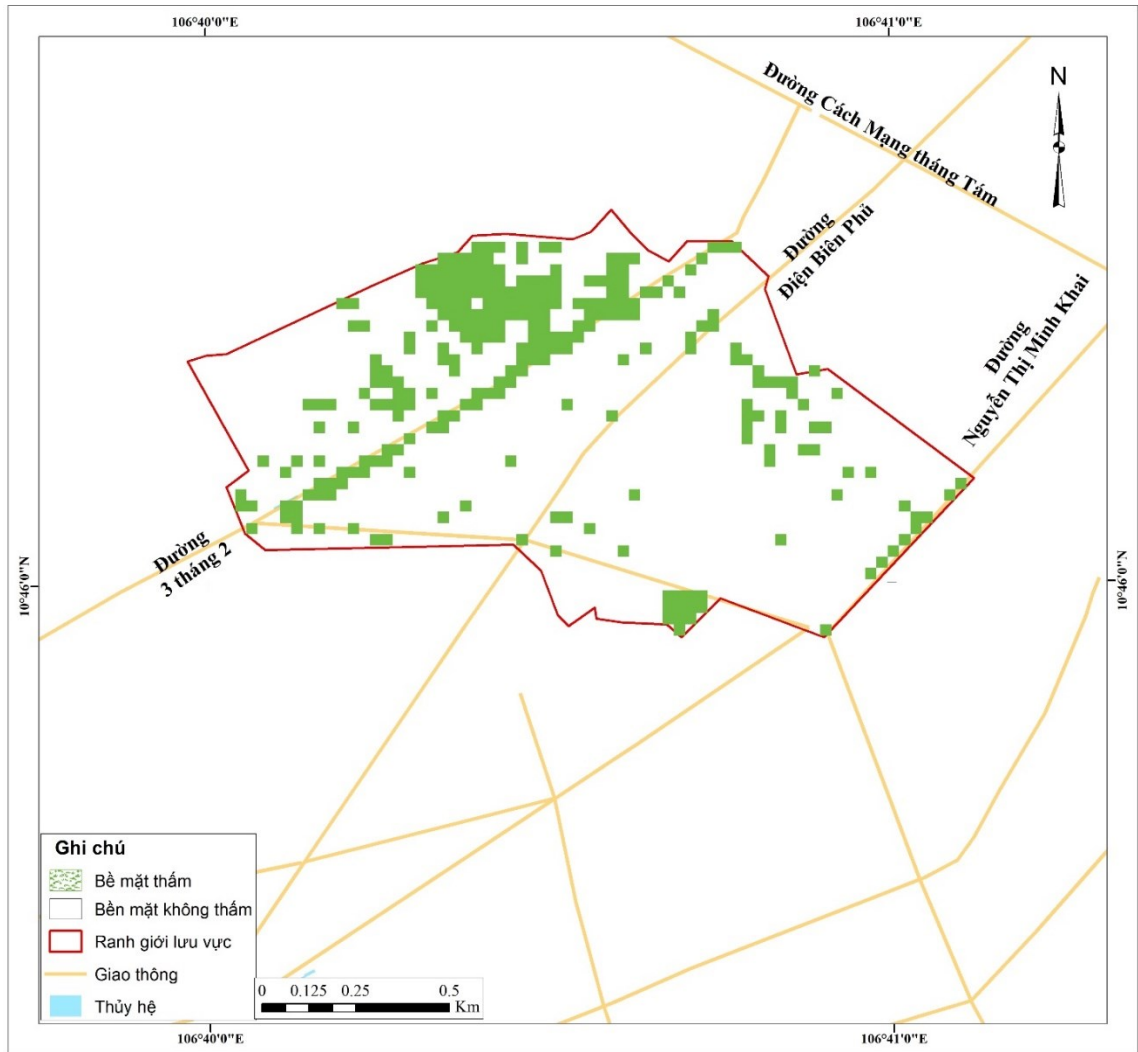 106°40'0"E
106°41'0"E
Đường Cách Mạng tháng Tám
N
Đường
Điện Biên Phủ
Đường
Nguyễn Thị Minh Khai
Đường
3 tháng 2
10°46'0"N
10°46'0"N
Ghi chú
Bề mặt thấm
Bền mặt không thấm
Ranh giới lưu vực
Giao thông
Thủy hệ
0 0.125 0.25 0.5
Km
106°40'0"E
106°41'0"E